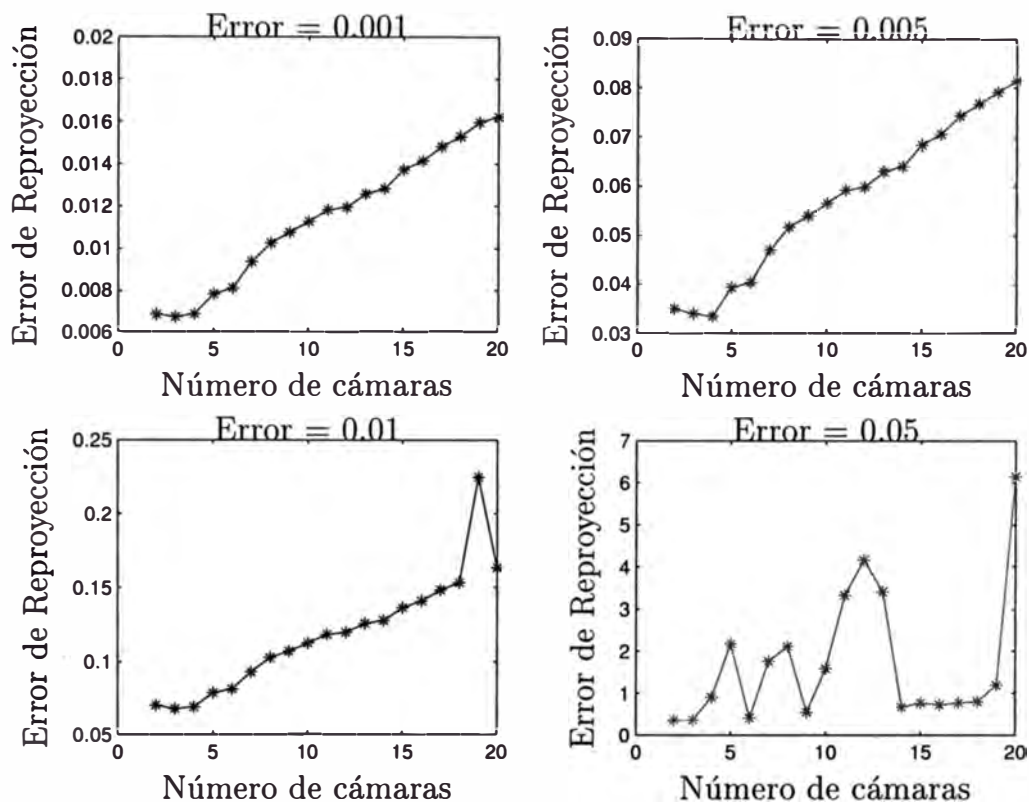 Error = 0.001
0.02
0.018
0.016
0.014
0.012
0.01
0.008
0.006
0 5 10 15 20
Error de Reproyección
Número de cámaras
Error = 0.005
0.09
0.08
0.07
0.06
0.05
0.04
0.03
0 5 10 15 20
Error de Reproyección
Número de cámaras
Error = 0.01
0.25
0.2
0.15
0.1
0.05
0 5 10 15 20
Error de Reproyección
Número de cámaras
Error = 0.05
7
6
5
4
3
2
1
0
0 5 10 15 20
Error de Reproyección
Número de cámaras